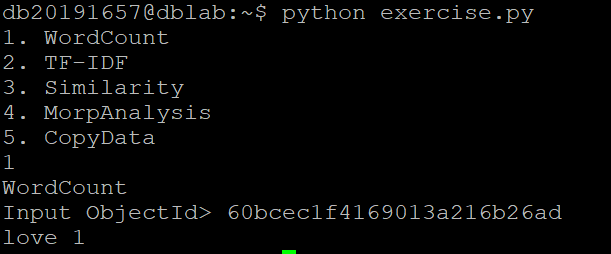 db20191657@dblab:~$ python exercise.py
1. WordCount
2. TF-IDF
3. Similarity
4. MorpAnalysis
5. CopyData
1
WordCount
Input ObjectId> 60bcec1f4169013a216b26ad
love 1